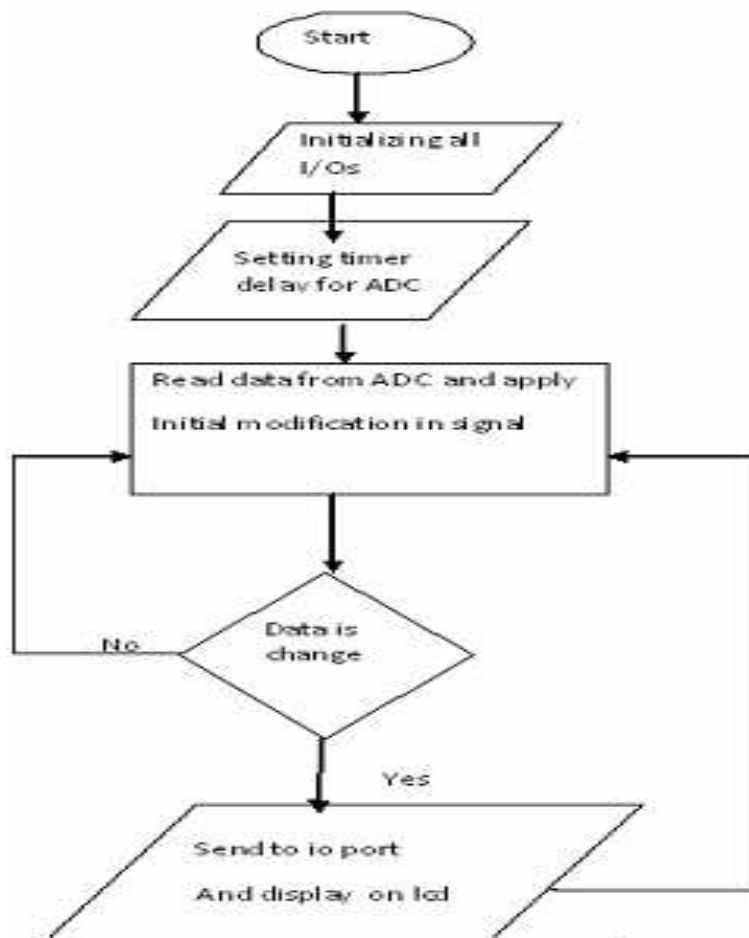 Start
Initializing all
I/Os
Setting timer
delay for ADC
Read data from ADC and apply
Initial modification in signal
Data is
change
No
Yes
Send to io port
And display on lcd